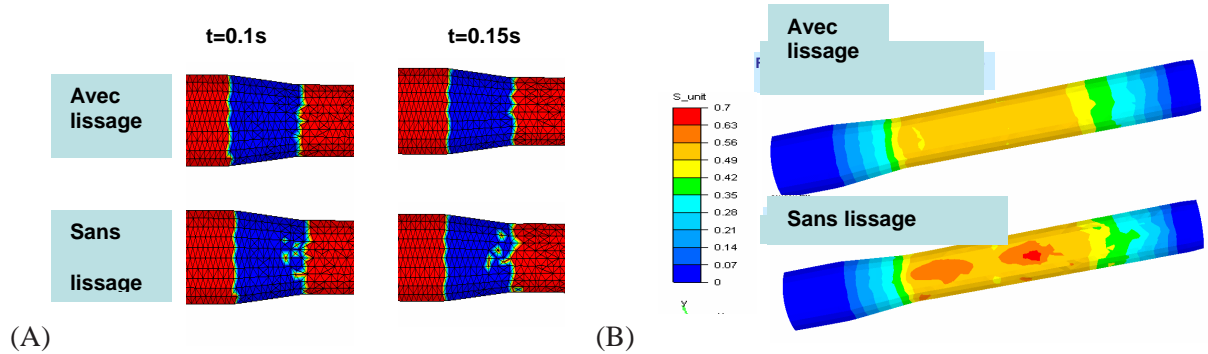 t=0.1s
t=0.15s
Avec
lissage
Sans
lissage
(A)
Avec
lissage
F
S_unit
0.7
0.63
0.56
0.49
0.42
0.35
0.28
0.21
0.14
0.07
0
y
Sans lissage
(B)